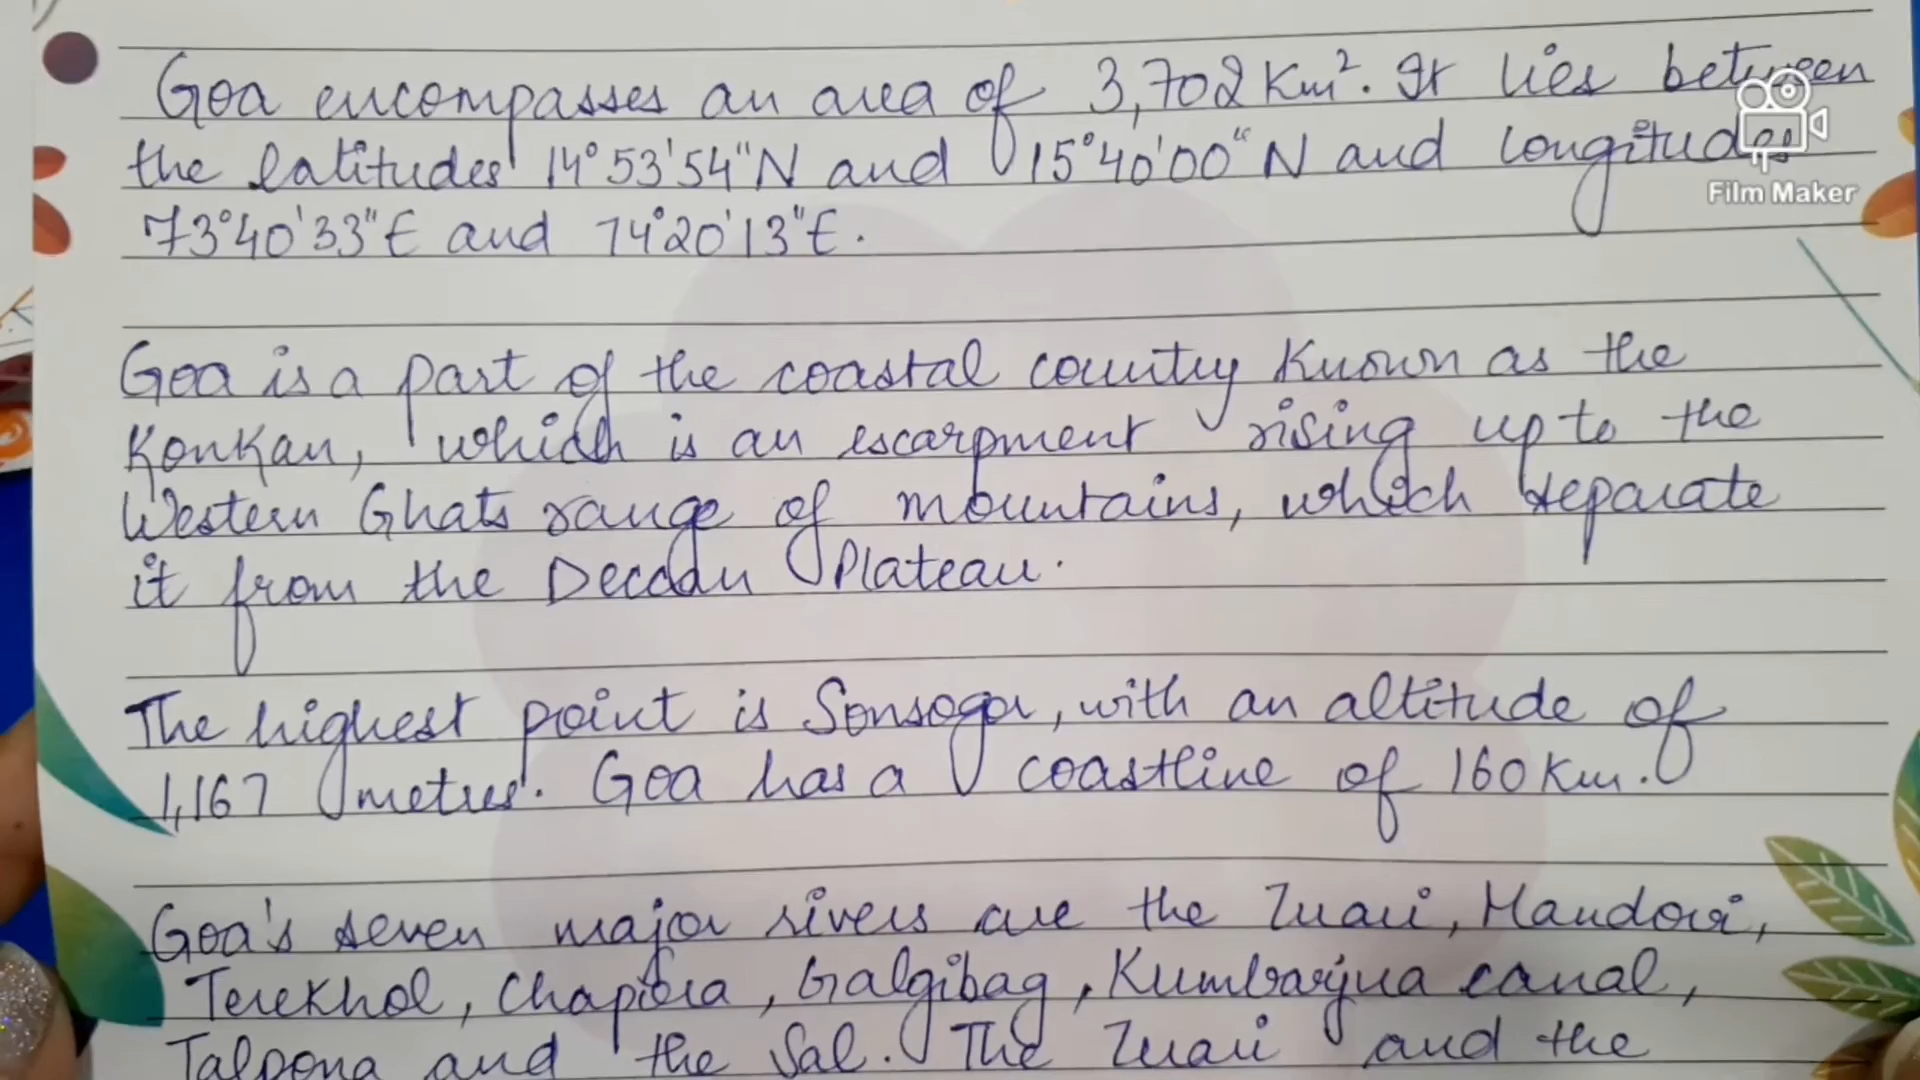 Goa encompasses an area of 3,702 Km². It lies between
the latitudes 14°53'54"N and 15°40'00"N and longitudes
73°40'33"E and 74°20'13"E.
Goa is a part of the coastal country Known as the
Konkan, which is an escarpment rising up to the
Western Ghats range of mountains, which separate
it from the Deccan Plateau.
The highest point is Sonsogor, with an altitude of
1,167 metres. Goa has a coastline of 160 Km.
Goa's seven major rivers are the Zuari, Mandovi,
Terekhol, Chapora, Galgibag, Kumbarjua canal,
Talpona and the Sal. The Zuari and the
Film Maker